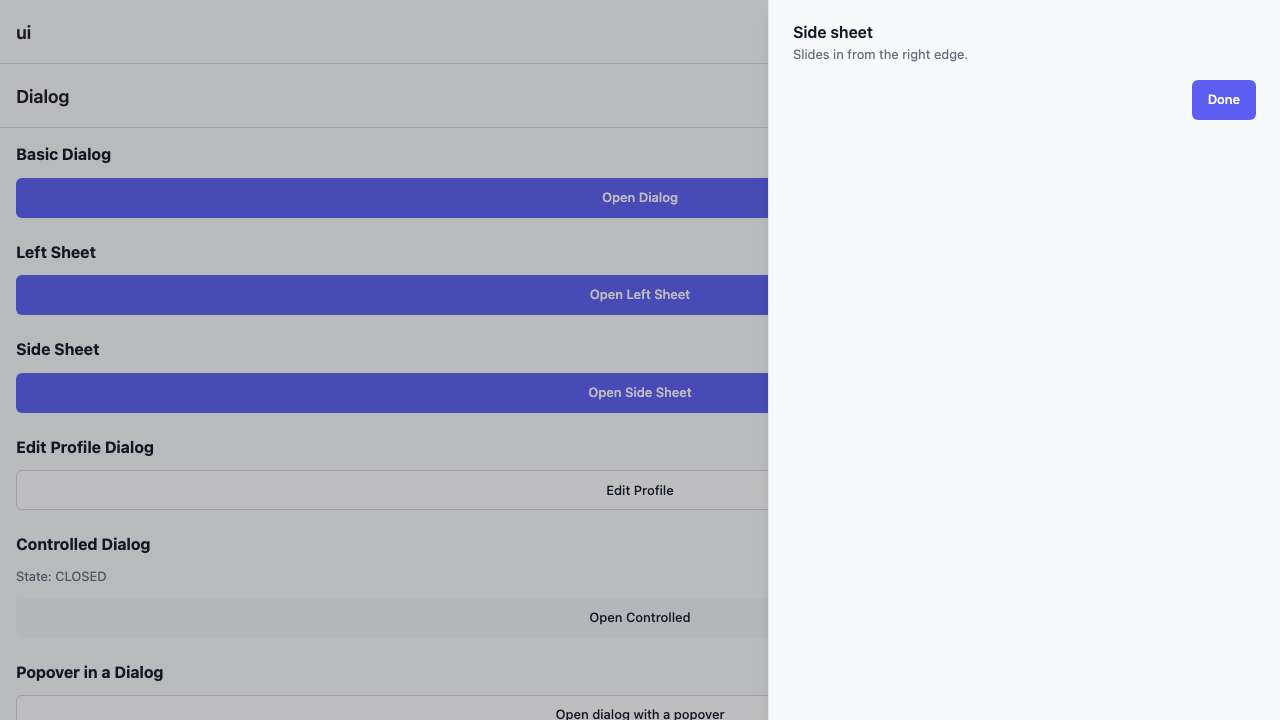 ui
Dialog
Basic Dialog
Open Dialog
Left Sheet
Open Left Sheet
Side Sheet
Open Side Sheet
Edit Profile Dialog
Edit Profile
Controlled Dialog
State: CLOSED
Open Controlled
Popover in a Dialog
Open dialog with a popover
Side sheet
Slides in from the right edge.
Done